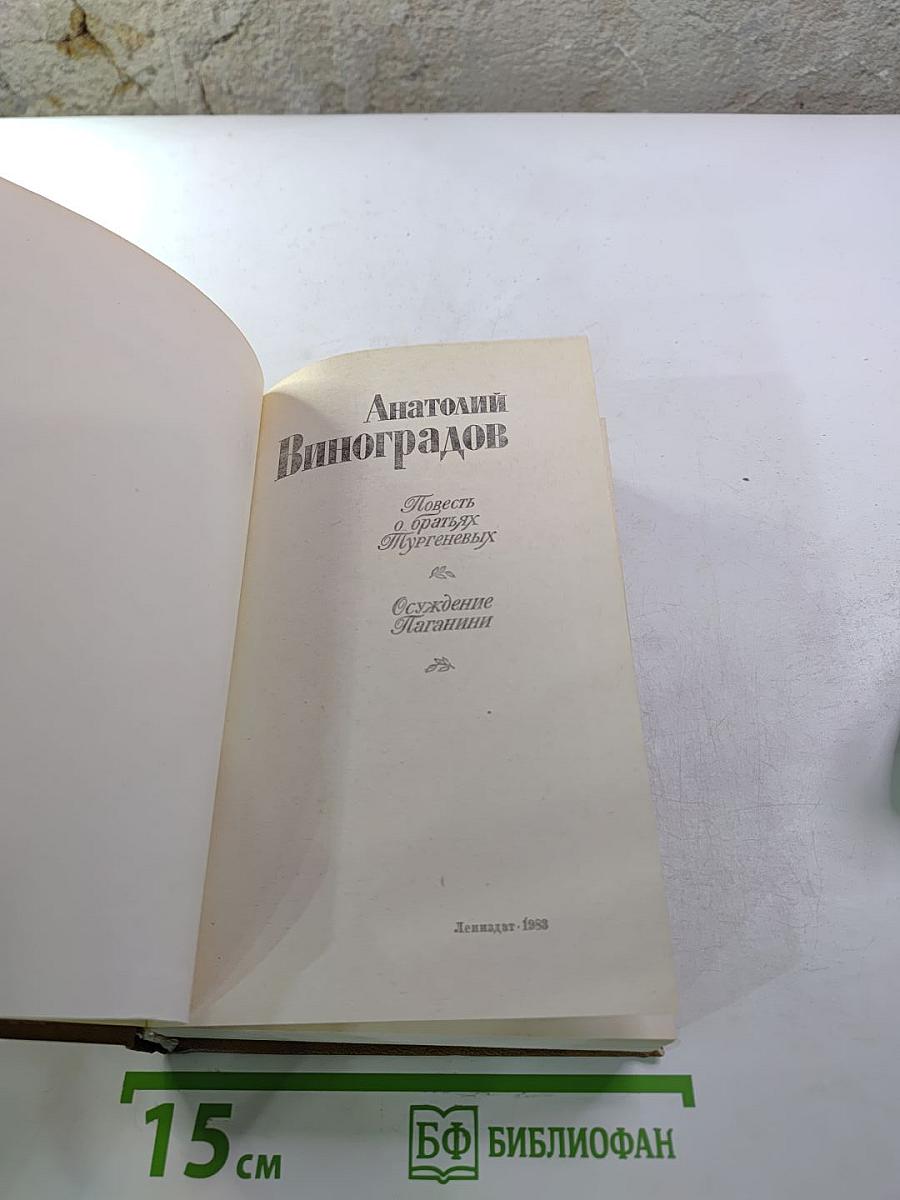 Анатолий
Виноградов
Повесть
о братьях
Тургеневых
Осуждение
Паганини
Лениздат · 1983
15 см
БФ БИБЛИОФАН